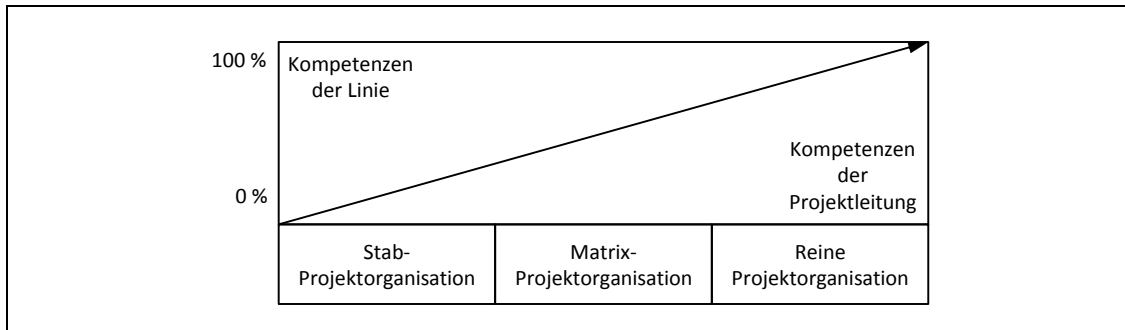 100 %
Kompetenzen
der Linie
Kompetenzen
der
Projektleitung
0 %
Stab-
Projektorganisation
Matrix-
Projektorganisation
Reine
Projektorganisation